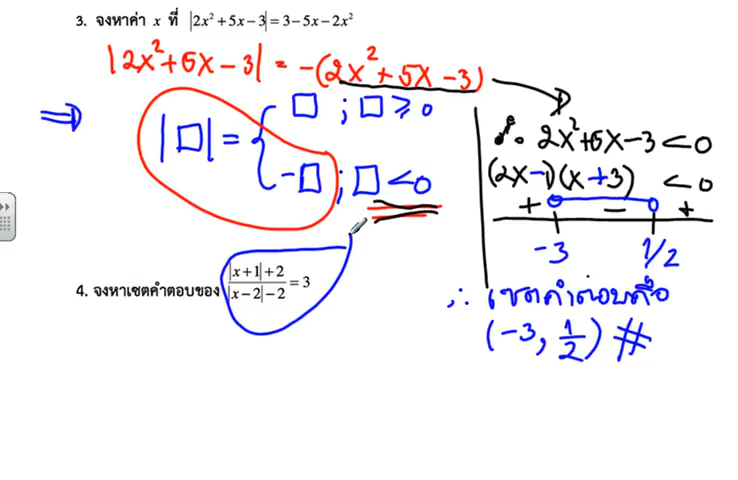 3. จงหาค่า x ที่ |2x²+5x−3|=3−5x−2x²
|2x²+5x−3| = −(2x²+5x−3)
⇒ |□| = { □ ; □ ≥ 0
−□ ; □ < 0
∴ 2x²+5x−3 < 0
(2x−1)(x+3) < 0
+ − +
−3 1/2
∴ เซตคำตอบคือ
(−3, 1/2) #
4. จงหาเซตคำตอบของ (|x+1|+2)/(|x−2|−2) = 3